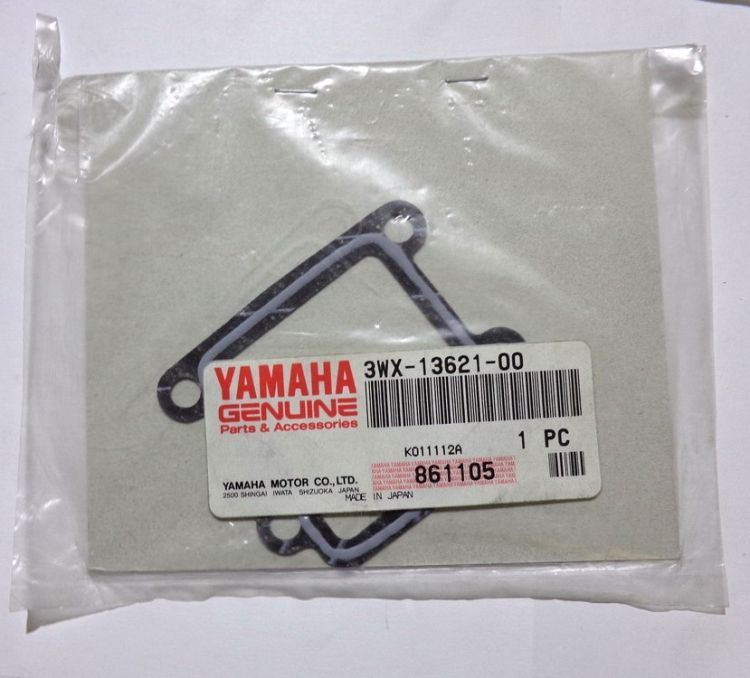 YAMAHA
GENUINE
Parts & Accessories
3WX-13621-00
K011112A
1 PC
861105
YAMAHA MOTOR CO., LTD.
2500 SHINGAI IWATA SHIZUOKA JAPAN
MADE IN JAPAN